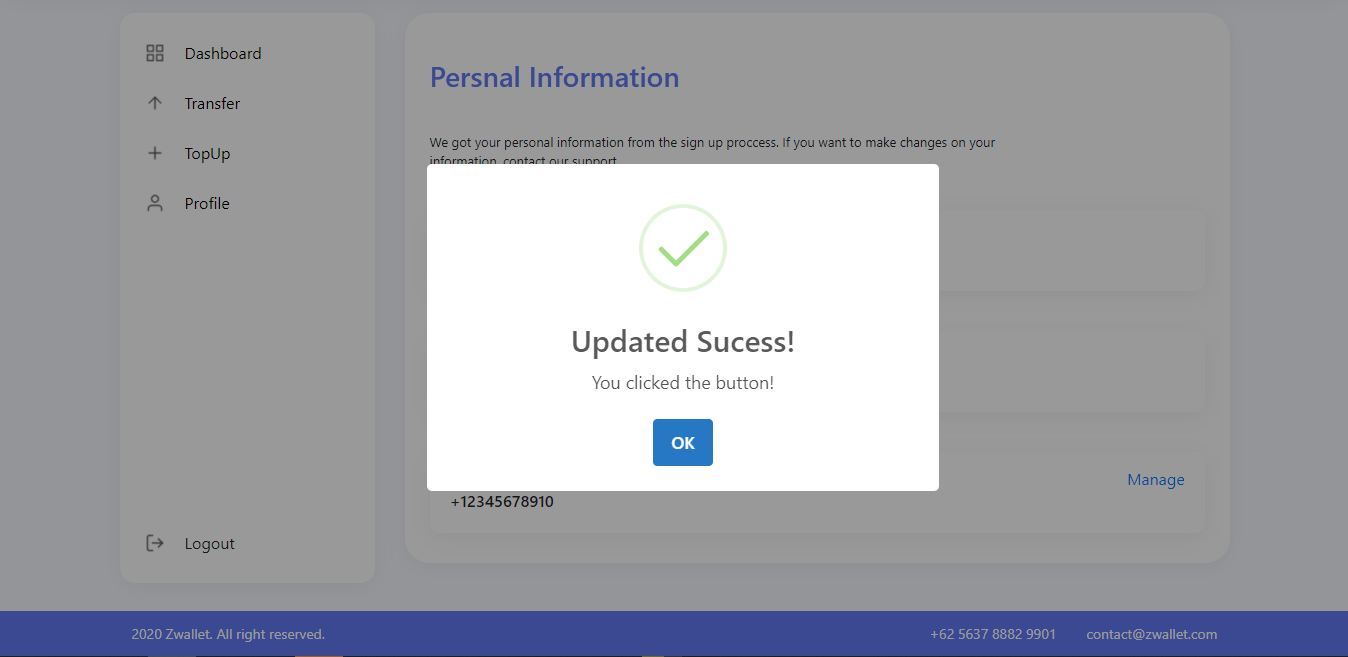 Dashboard
Transfer
TopUp
Profile
Logout
Persnal Information
We got your personal information from the sign up proccess. If you want to make changes on your
information, contact our support.
Updated Sucess!
You clicked the button!
OK
Manage
+12345678910
2020 Zwallet. All right reserved.
+62 5637 8882 9901
contact@zwallet.com